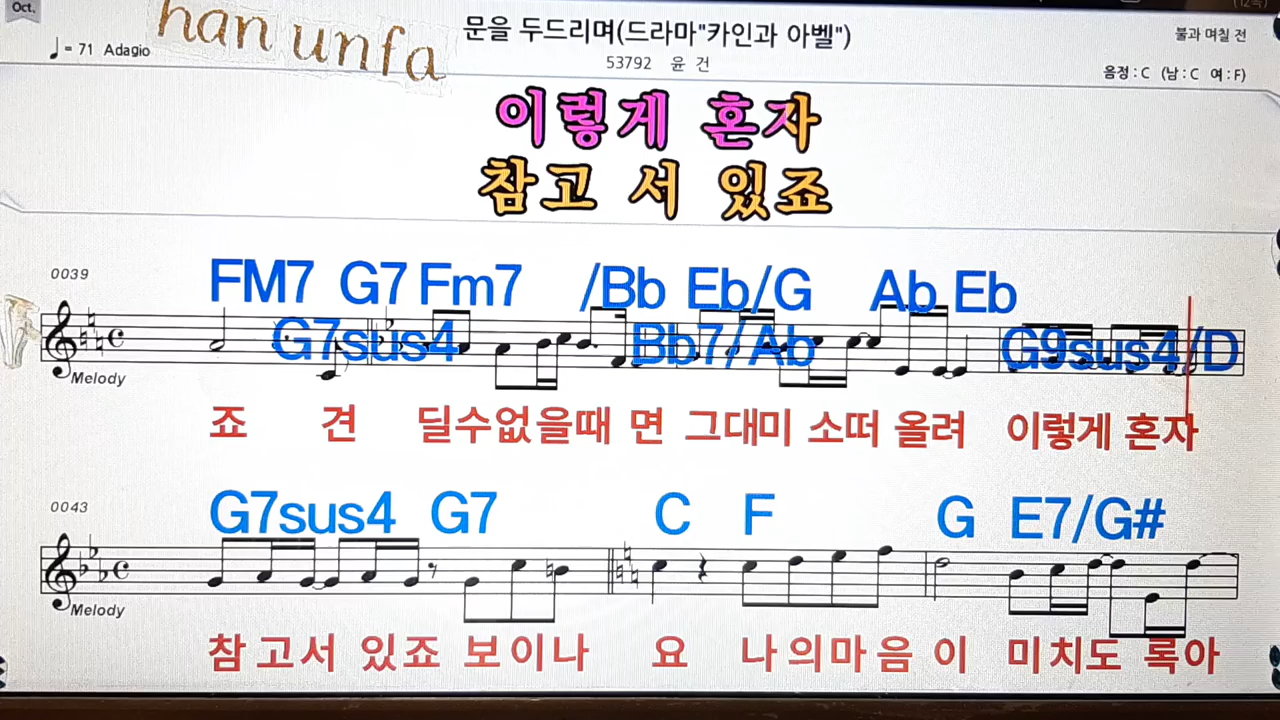 Oct.
han unfa
♩= 71 Adagio
문을 두드리며(드라마"카인과 아벨")
53792 윤 건
불과 며칠 전
음정 : C (남 : C 여 : F)
이렇게 혼자
참고 서 있죠
0039
FM7 G7 Fm7 /Bb Eb/G Ab Eb
G7sus4 Bb7/Ab G9sus4/D
Melody
죠 견 딜수없을때 면 그대미 소떠 올려 이렇게 혼자
0043
G7sus4 G7 C F G E7/G#
Melody
참고서 있죠 보이나 요 나의마음 이 미치도 록아